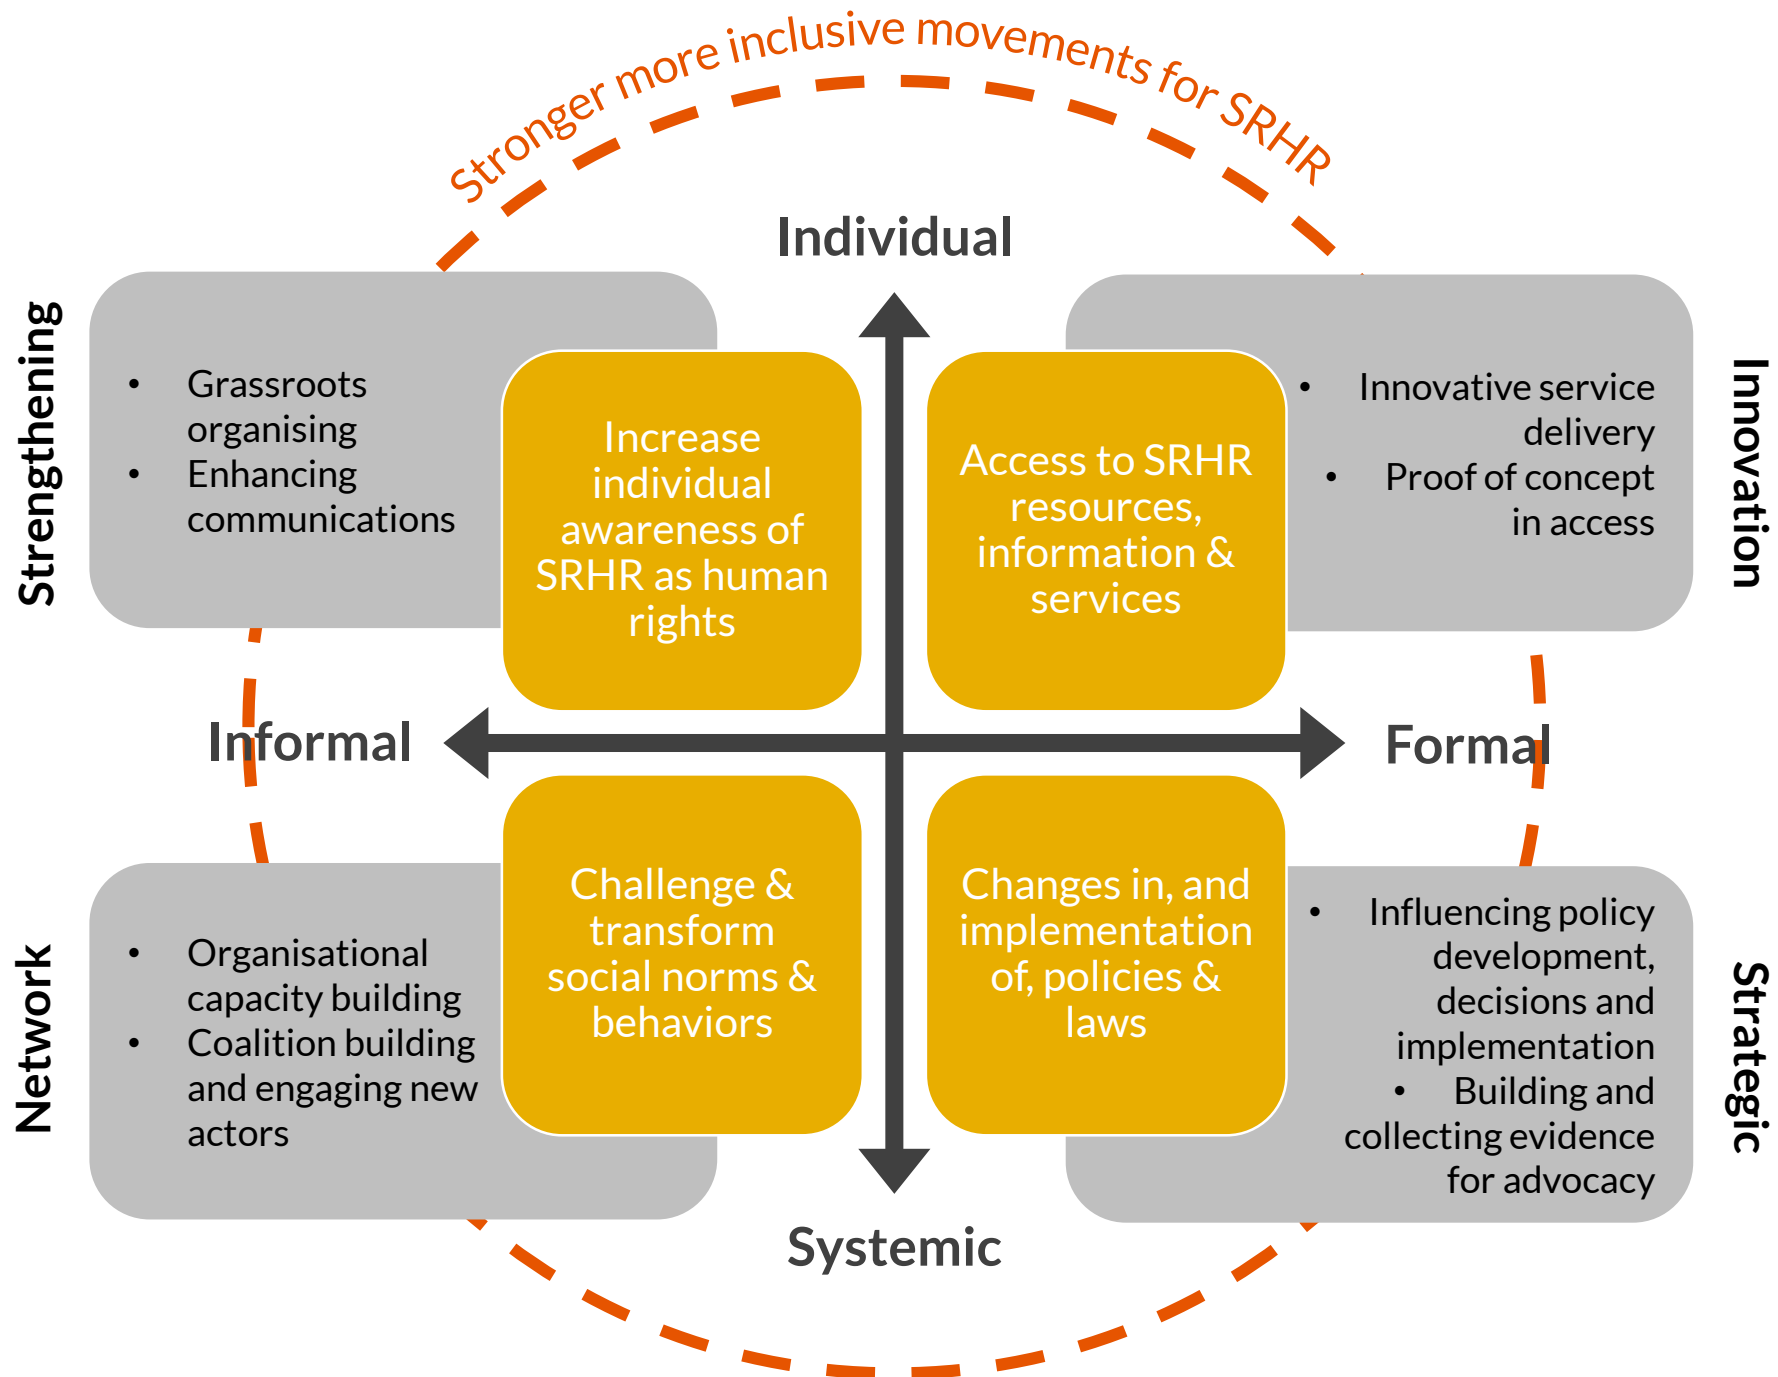 Stronger more inclusive movements for SRHR
Individual
Strengthening
• Grassroots
organising
• Enhancing
communications
Increase
individual
awareness of
SRHR as human
rights
Access to SRHR
resources,
information &
services
• Innovative service
delivery
• Proof of concept
in access
Innovation
Informal
Formal
Network
• Organisational
capacity building
• Coalition building
and engaging new
actors
Challenge &
transform
social norms &
behaviors
Changes in, and
implementation
of, policies &
laws
• Influencing policy
development,
decisions and
implementation
• Building and
collecting evidence
for advocacy
Strategic
Systemic